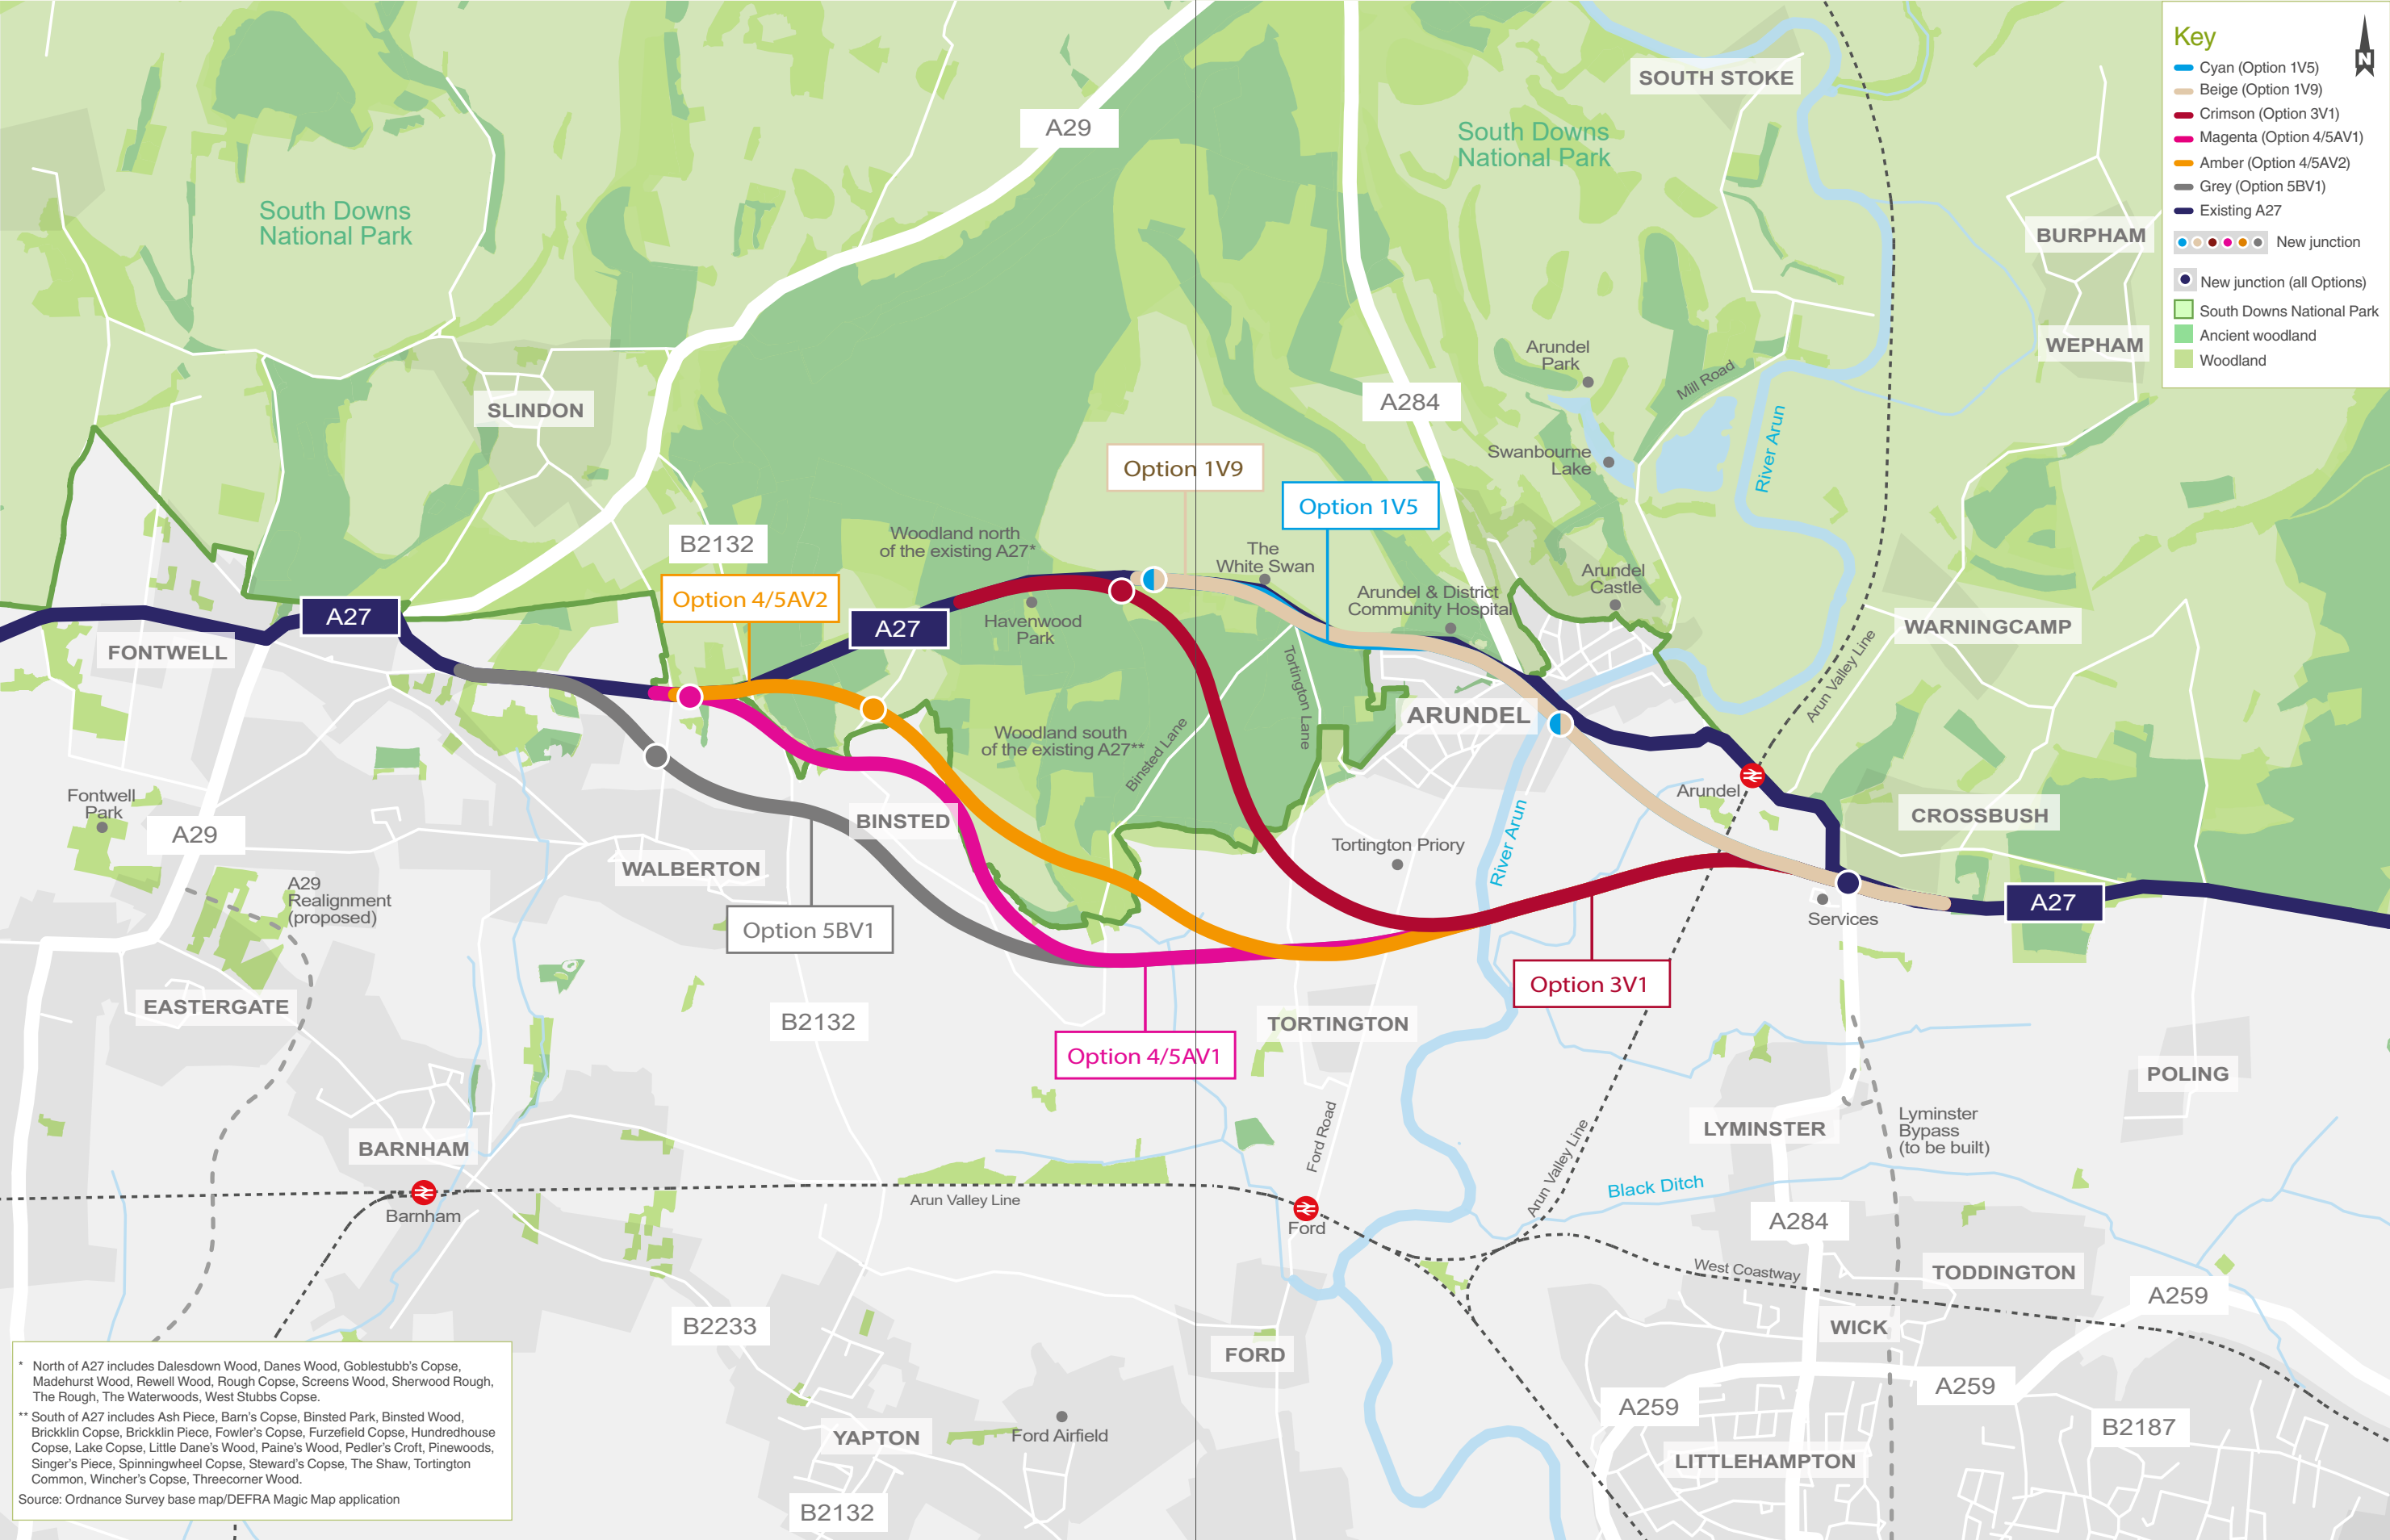 Key
N
Cyan (Option 1V5)
Beige (Option 1V9)
Crimson (Option 3V1)
Magenta (Option 4/5AV1)
Amber (Option 4/5AV2)
Grey (Option 5BV1)
Existing A27
New junction
New junction (all Options)
South Downs National Park
Ancient woodland
Woodland
SOUTH STOKE
A29
South Downs
National Park
South Downs
National Park
BURPHAM
WEPHAM
Arundel
Park
Mill Road
A284
SLINDON
River Arun
Swanbourne
Lake
Option 1V9
Option 1V5
B2132
Woodland north
of the existing A27*
The
White Swan
Arundel & District
Community Hospital
Arundel
Castle
Option 4/5AV2
A27
A27
Havenwood
Park
WARNINGCAMP
FONTWELL
Tortington Lane
Arun Valley Line
ARUNDEL
Woodland south
of the existing A27**
Binsted Lane
Fontwell
Park
Arundel
A29
BINSTED
CROSSBUSH
River Arun
Tortington Priory
WALBERTON
A29
Realignment
(proposed)
A27
Services
Option 5BV1
Option 3V1
EASTERGATE
B2132
TORTINGTON
Option 4/5AV1
POLING
LYMINSTER
Lyminster
Bypass
(to be built)
BARNHAM
Ford Road
Arun Valley Line
Black Ditch
Barnham
Arun Valley Line
Ford
A284
West Coastway
TODDINGTON
A259
B2233
WICK
FORD
A259
A259
B2187
YAPTON
Ford Airfield
LITTLEHAMPTON
B2132
* North of A27 includes Dalesdown Wood, Danes Wood, Goblestubb's Copse,
Madehurst Wood, Rewell Wood, Rough Copse, Screens Wood, Sherwood Rough,
The Rough, The Waterwoods, West Stubbs Copse.
** South of A27 includes Ash Piece, Barn's Copse, Binsted Park, Binsted Wood,
Brickklin Copse, Brickklin Piece, Fowler's Copse, Furzefield Copse, Hundredhouse
Copse, Lake Copse, Little Dane's Wood, Paine's Wood, Pedler's Croft, Pinewoods,
Singer's Piece, Spinningwheel Copse, Steward's Copse, The Shaw, Tortington
Common, Wincher's Copse, Threecorner Wood.
Source: Ordnance Survey base map/DEFRA Magic Map application